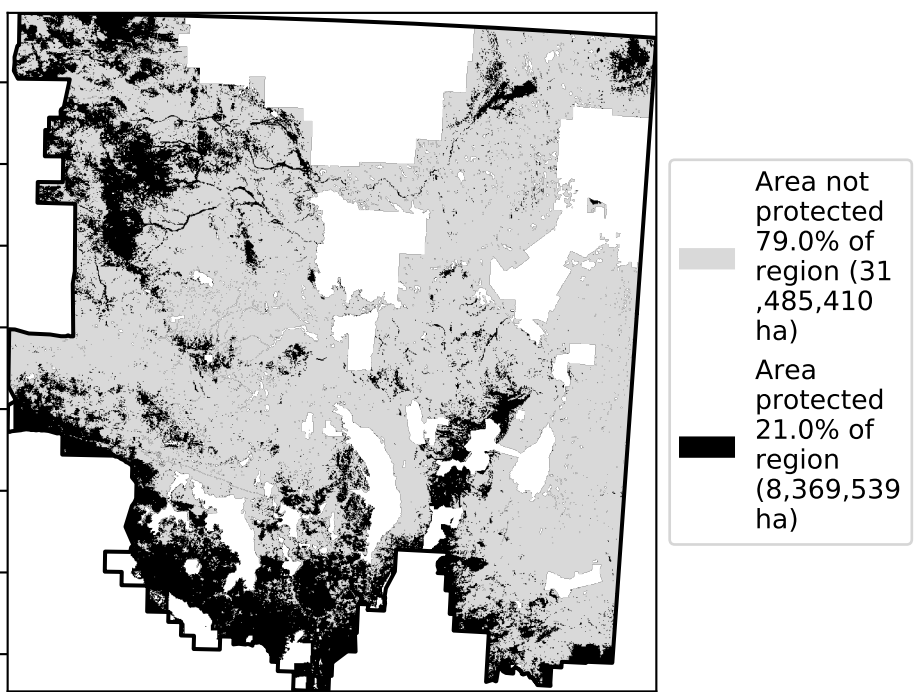 Area not
protected
79.0% of
region (31
,485,410
ha)
Area
protected
21.0% of
region
(8,369,539
ha)